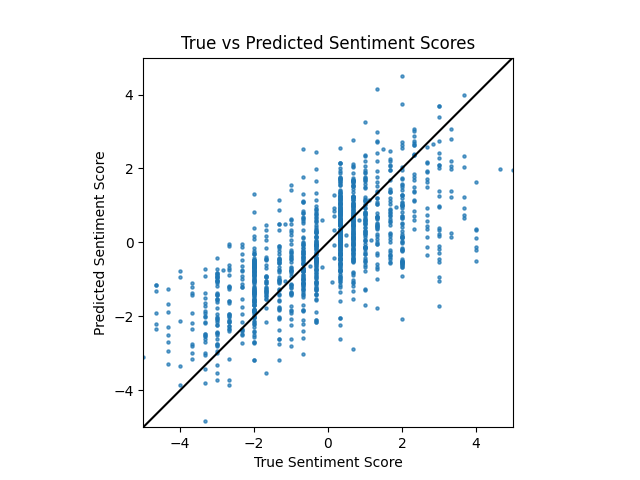 True vs Predicted Sentiment Scores
Predicted Sentiment Score
4
2
0
−2
−4
−4 −2 0 2 4
True Sentiment Score